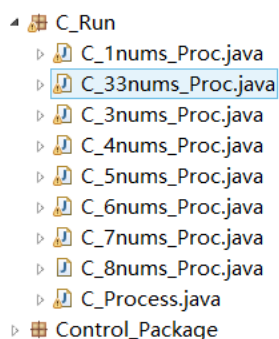 C_Run
C_1nums_Proc.java
C_33nums_Proc.java
C_3nums_Proc.java
C_4nums_Proc.java
C_5nums_Proc.java
C_6nums_Proc.java
C_7nums_Proc.java
C_8nums_Proc.java
C_Process.java
Control_Package